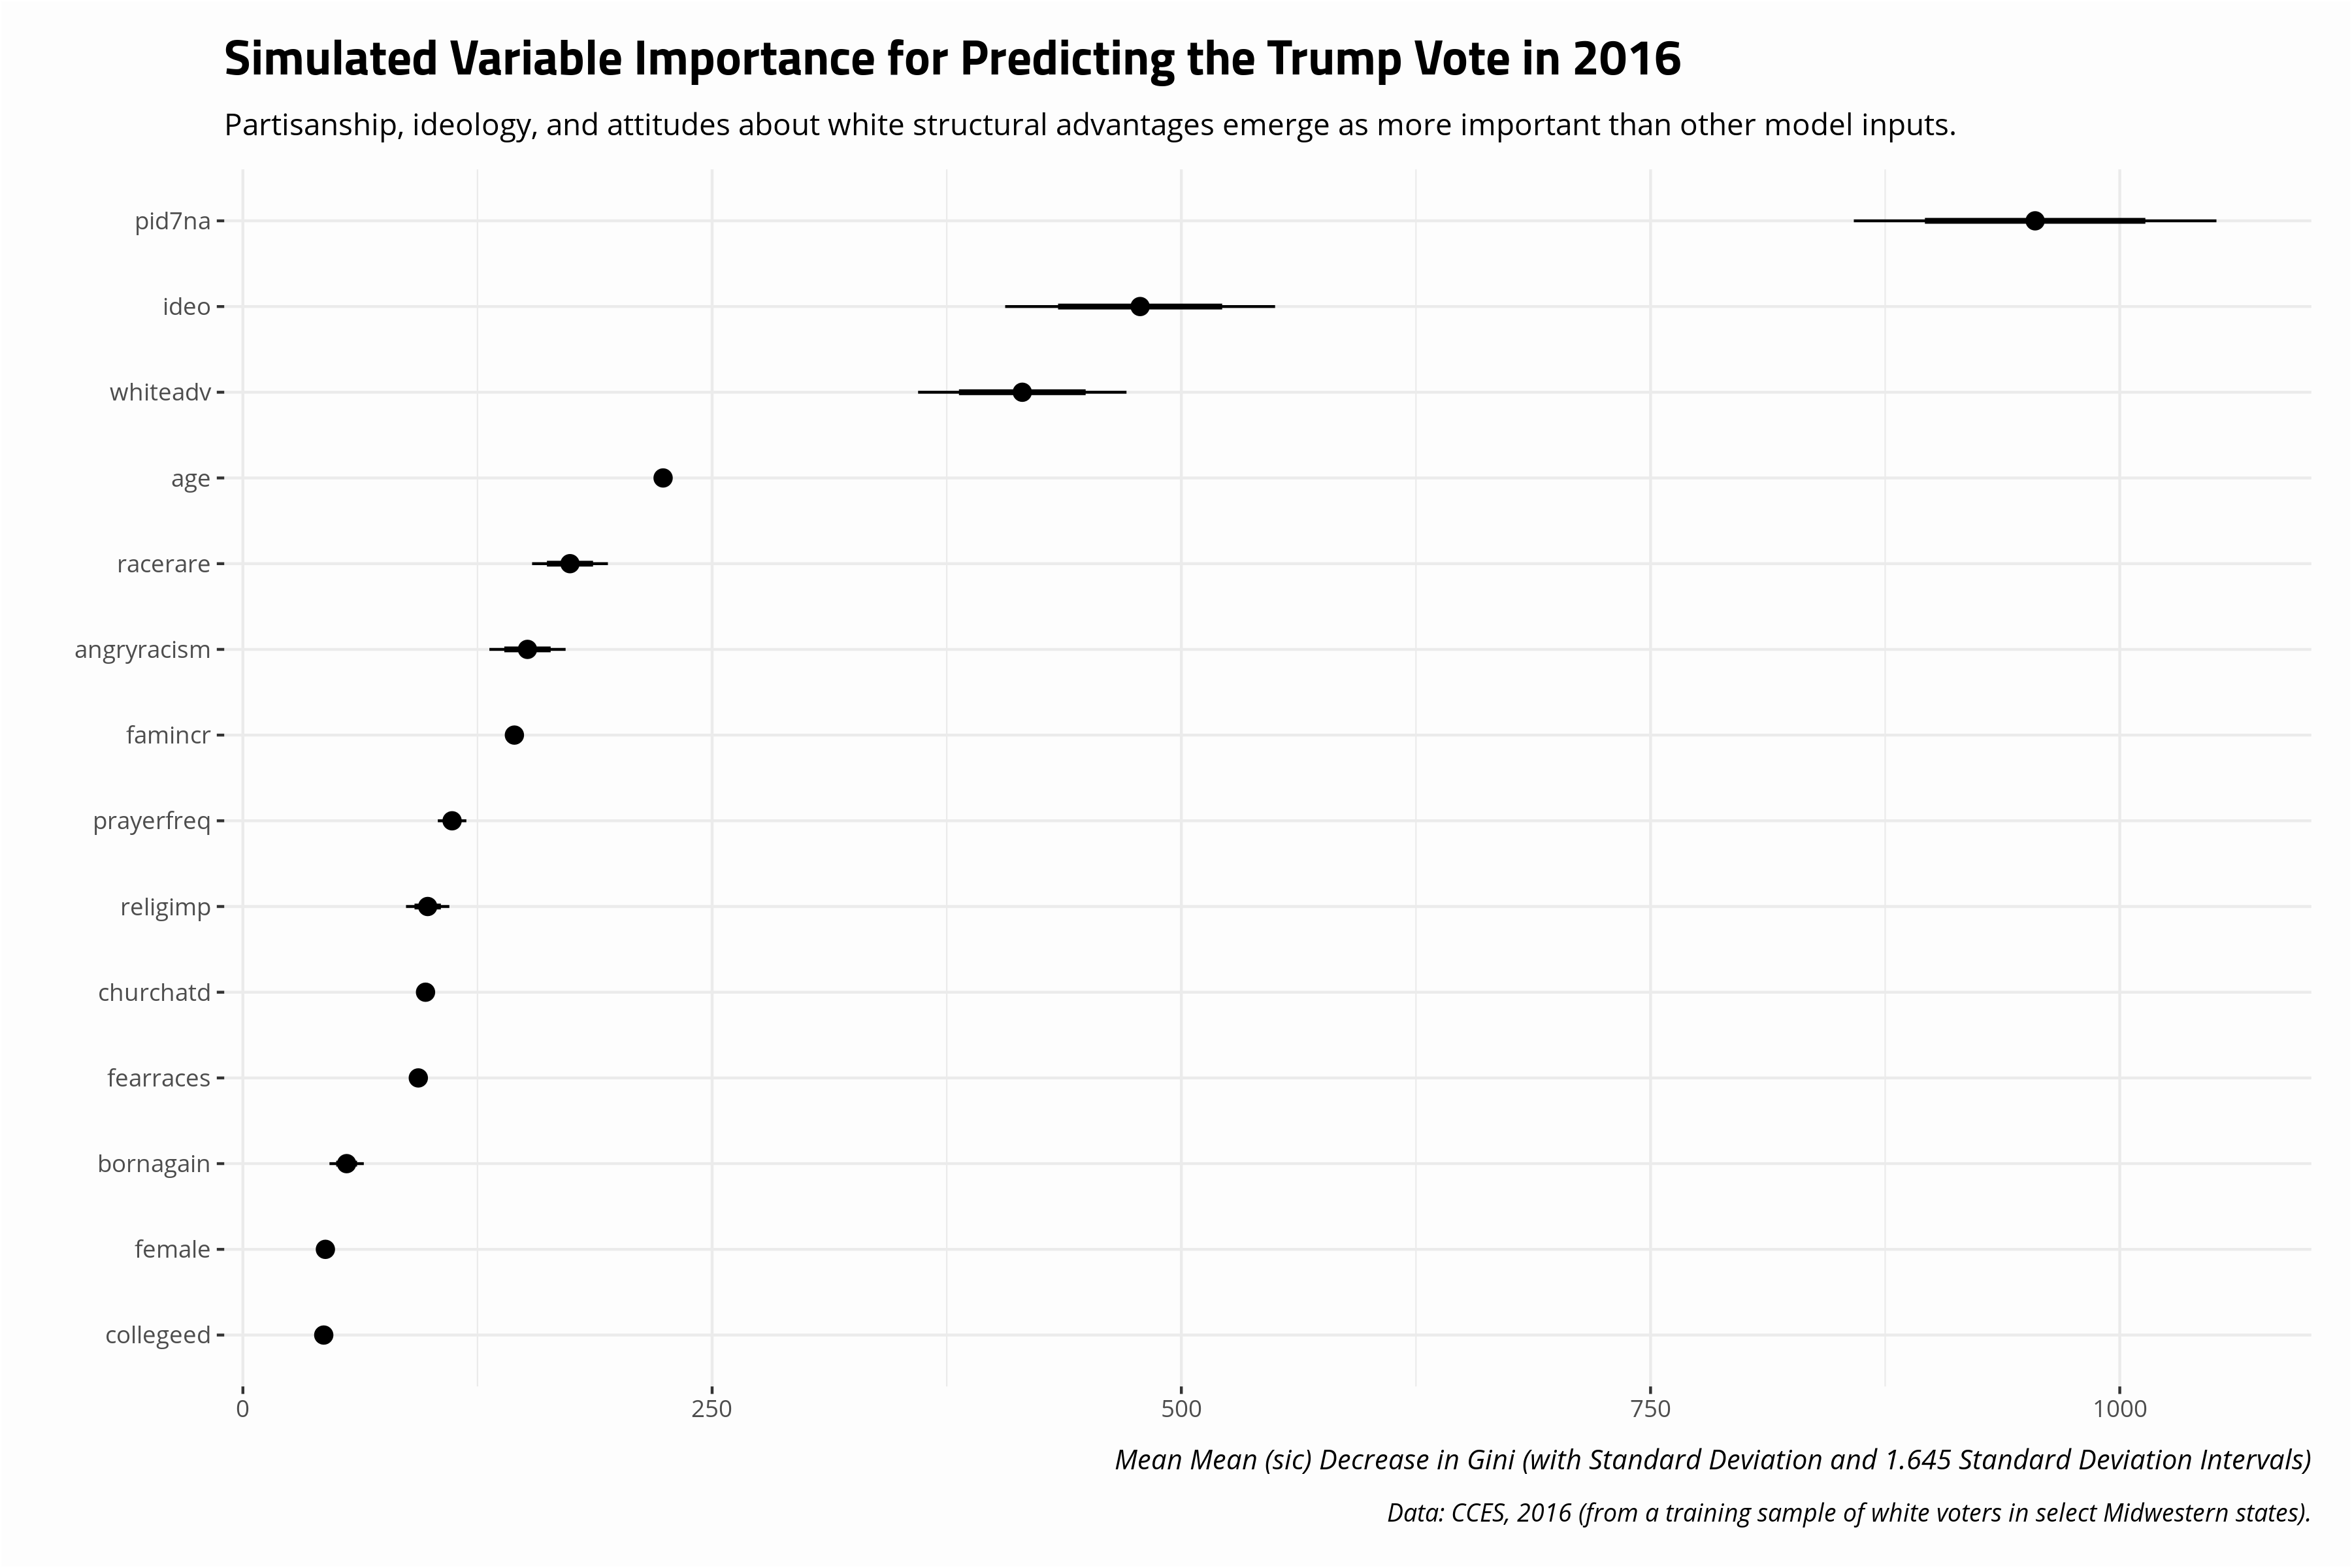 Simulated Variable Importance for Predicting the Trump Vote in 2016
Partisanship, ideology, and attitudes about white structural advantages emerge as more important than other model inputs.
pid7na
ideo
whiteadv
age
racerare
angryracism
famincr
prayerfreq
religimp
churchatd
fearraces
bornagain
female
collegeed
0 250 500 750 1000
Mean Mean (sic) Decrease in Gini (with Standard Deviation and 1.645 Standard Deviation Intervals)
Data: CCES, 2016 (from a training sample of white voters in select Midwestern states).